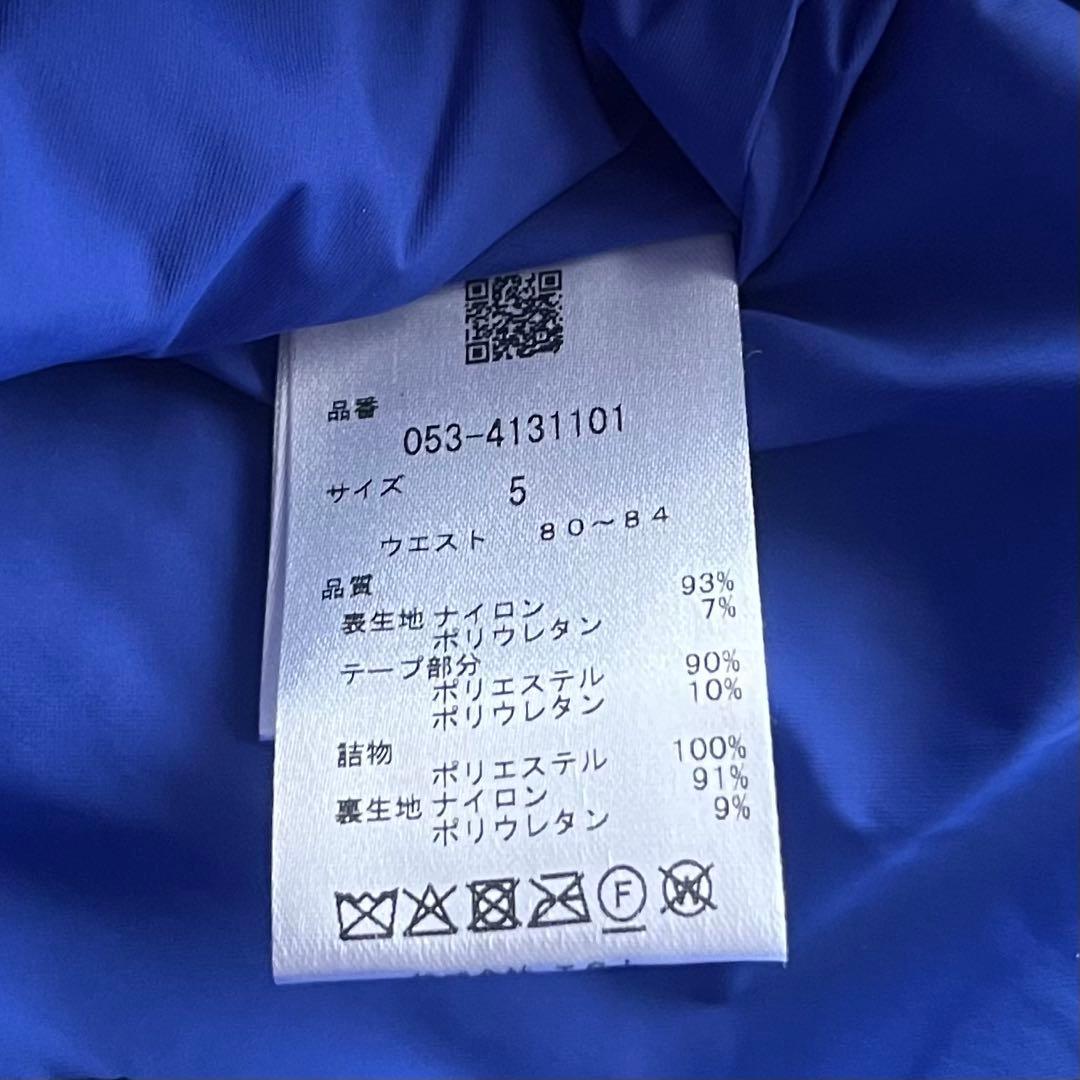 品番
053-4131101
サイズ 5
ウエスト 80~84
品質
表生地 ナイロン 93%
ポリウレタン 7%
テープ部分
ポリエステル 90%
ポリウレタン 10%
詰物
ポリエステル 100%
裏生地 ナイロン 91%
ポリウレタン 9%
F
W